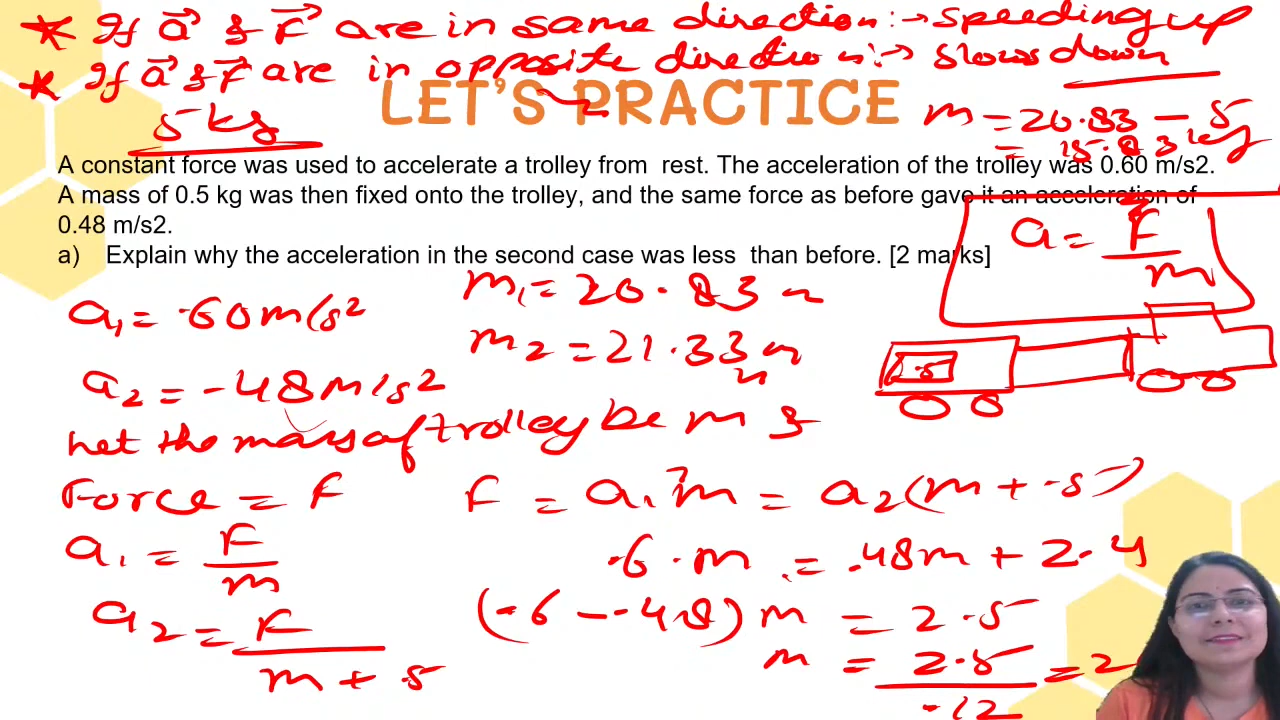 * If a⃗ & F⃗ are in same direction :→ speeding up
* If a⃗ & F⃗ are in opposite direction :→ slows down
LET'S PRACTICE
5 kg
m = 20.83 - .5
= 15.83 kg
A constant force was used to accelerate a trolley from rest. The acceleration of the trolley was 0.60 m/s2.
A mass of 0.5 kg was then fixed onto the trolley, and the same force as before gave it an acceleration of
0.48 m/s2.
a) Explain why the acceleration in the second case was less than before. [2 marks]
a = F/m
a₁ = .60 m/s²
m₁ = 20.83
m₂ = 21.33
a₂ = .48 m/s²
.5
Let the mass of trolley be m &
Force = F
F = a₁ m = a₂(m + .5)
a₁ = F/m
.6 . m = .48m + 2.4
a₂ = F/m + .5
(.6 - .48) m = 2.5
m = 2.5/.12 = 2